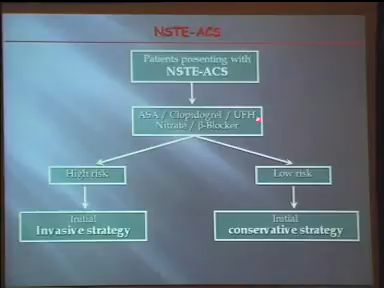 NSTE-ACS
Patients presenting with
NSTE-ACS
ASA / Clopidogrel / UFH
Nitrate / β-Blocker
High risk
Low risk
Initial
Invasive strategy
Initial
conservative strategy